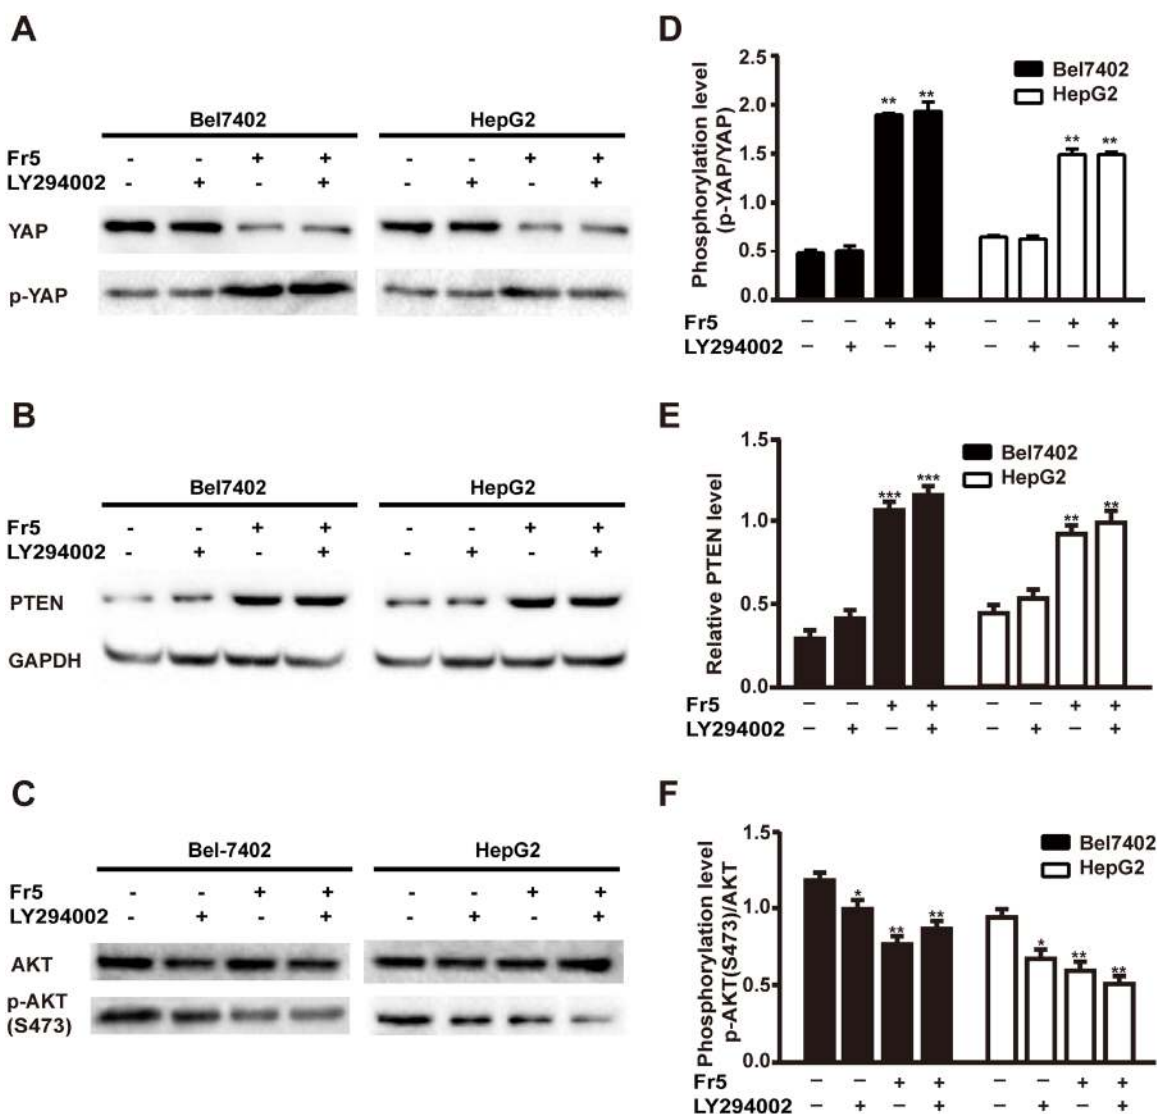 A
Bel7402 HepG2
Fr5 - - + + - - + +
LY294002 - + - + - + - +
YAP
p-YAP
D
Phosphorylation level
(p-YAP/YAP)
2.5
2.0
1.5
1.0
0.5
0.0
Bel7402
HepG2
** ** ** **
Fr5 – – + + – – + +
LY294002 – + – + – + – +
B
Bel7402 HepG2
Fr5 - - + + - - + +
LY294002 - + - + - + - +
PTEN
GAPDH
E
Relative PTEN level
1.5
1.0
0.5
0.0
Bel7402
HepG2
*** *** ** **
Fr5 – – + + – – + +
LY294002 – + – + – + – +
C
Bel-7402 HepG2
Fr5 - - + + - - + +
LY294002 - + - + - + - +
AKT
p-AKT
(S473)
F
Phosphorylation level
p-AKT(S473)/AKT
1.5
1.0
0.5
0.0
Bel7402
HepG2
* ** ** * ** **
Fr5 – – + + – – + +
LY294002 – + – + – + – +